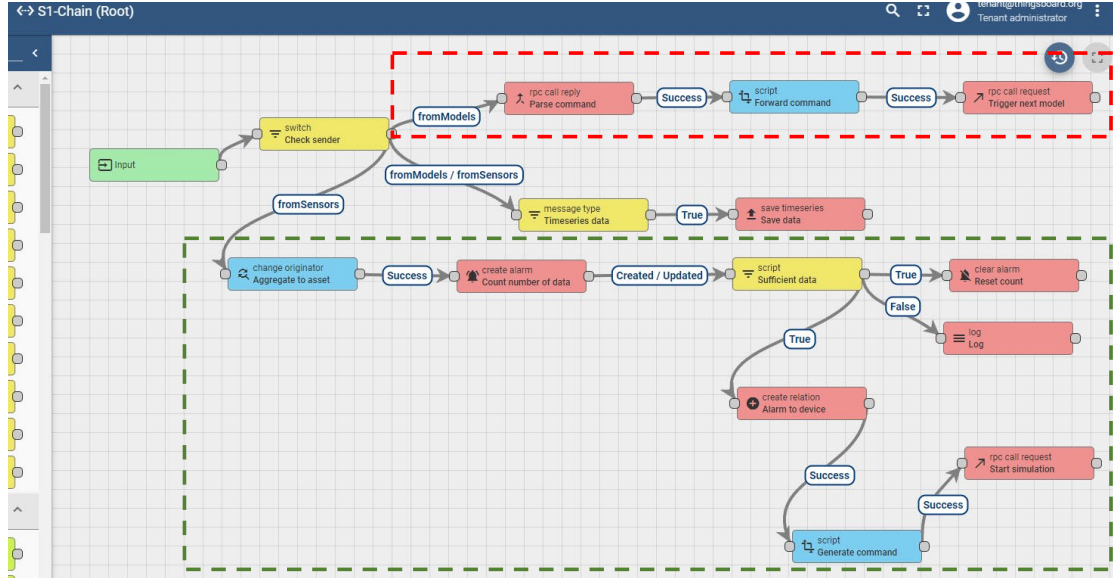 S1-Chain (Root)
tenant@thingsboard.org
Tenant administrator
rpc call reply
Parse command
Success
script
Forward command
Success
rpc call request
Trigger next model
fromModels
switch
Check sender
Input
fromModels / fromSensors
fromSensors
message type
Timeseries data
True
save timeseries
Save data
change originator
Aggregate to asset
Success
create alarm
Count number of data
Created / Updated
script
Sufficient data
True
clear alarm
Reset count
False
log
Log
True
create relation
Alarm to device
rpc call request
Start simulation
Success
Success
script
Generate command